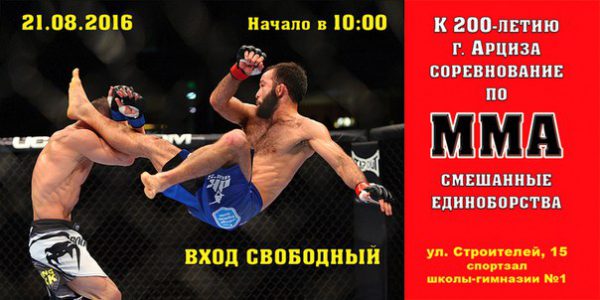 21.08.2016
Начало в 10:00
К 200-летию
г. Арциза
соревнование
по
ММА
смешанные
единоборства
ВХОД СВОБОДНЫЙ
ул. Строителей, 15
спортзал
школы-гимназии №1